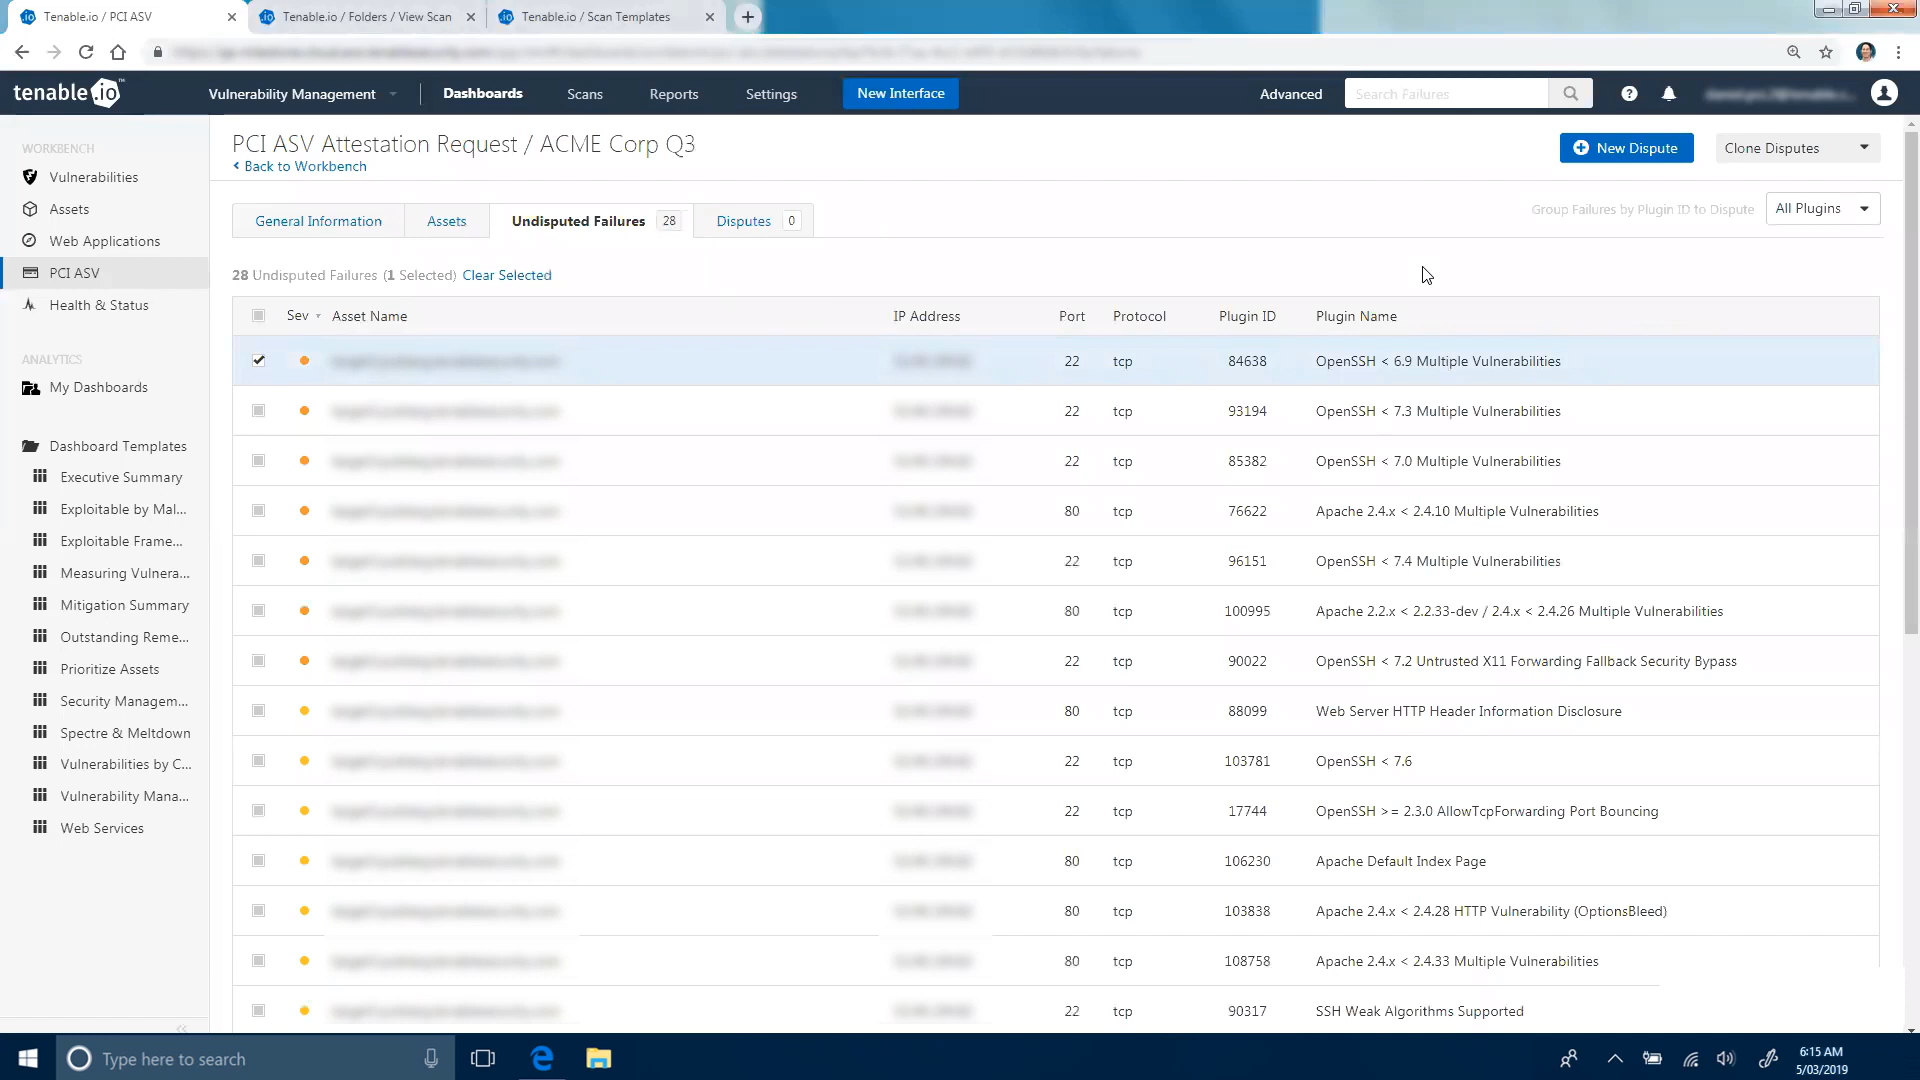 Tenable.io / PCI ASV
Tenable.io / Folders / View Scan
Tenable.io / Scan Templates
tenable.io
Vulnerability Management
Dashboards
Scans
Reports
Settings
New Interface
Advanced
Search Failures
WORKBENCH
Vulnerabilities
Assets
Web Applications
PCI ASV
Health & Status
ANALYTICS
My Dashboards
Dashboard Templates
Executive Summary
Exploitable by Mal...
Exploitable Frame...
Measuring Vulnera...
Mitigation Summary
Outstanding Reme...
Prioritize Assets
Security Managem...
Spectre & Meltdown
Vulnerabilities by C...
Vulnerability Mana...
Web Services
PCI ASV Attestation Request / ACME Corp Q3
Back to Workbench
New Dispute
Clone Disputes
General Information
Assets
Undisputed Failures 28
Disputes 0
Group Failures by Plugin ID to Dispute
All Plugins
28 Undisputed Failures (1 Selected) Clear Selected
Sev Asset Name IP Address Port Protocol Plugin ID Plugin Name
22 tcp 84638 OpenSSH < 6.9 Multiple Vulnerabilities
22 tcp 93194 OpenSSH < 7.3 Multiple Vulnerabilities
22 tcp 85382 OpenSSH < 7.0 Multiple Vulnerabilities
80 tcp 76622 Apache 2.4.x < 2.4.10 Multiple Vulnerabilities
22 tcp 96151 OpenSSH < 7.4 Multiple Vulnerabilities
80 tcp 100995 Apache 2.2.x < 2.2.33-dev / 2.4.x < 2.4.26 Multiple Vulnerabilities
22 tcp 90022 OpenSSH < 7.2 Untrusted X11 Forwarding Fallback Security Bypass
80 tcp 88099 Web Server HTTP Header Information Disclosure
22 tcp 103781 OpenSSH < 7.6
22 tcp 17744 OpenSSH >= 2.3.0 AllowTcpForwarding Port Bouncing
80 tcp 106230 Apache Default Index Page
80 tcp 103838 Apache 2.4.x < 2.4.28 HTTP Vulnerability (OptionsBleed)
80 tcp 108758 Apache 2.4.x < 2.4.33 Multiple Vulnerabilities
22 tcp 90317 SSH Weak Algorithms Supported
Type here to search
6:15 AM
5/03/2019